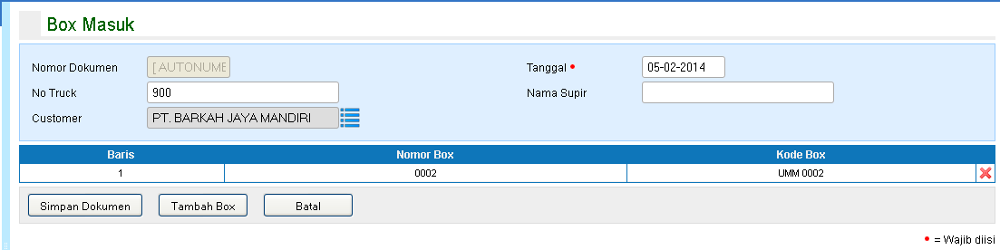 Box Masuk
Nomor Dokumen [AUTONUME Tanggal •
05-02-2014
No Truck 900 Nama Supir
Customer PT. BARKAH JAYA MANDIRI
Baris Nomor Box Kode Box
1 0002 UMM 0002
Simpan Dokumen Tambah Box Batal
• = Wajib diisi